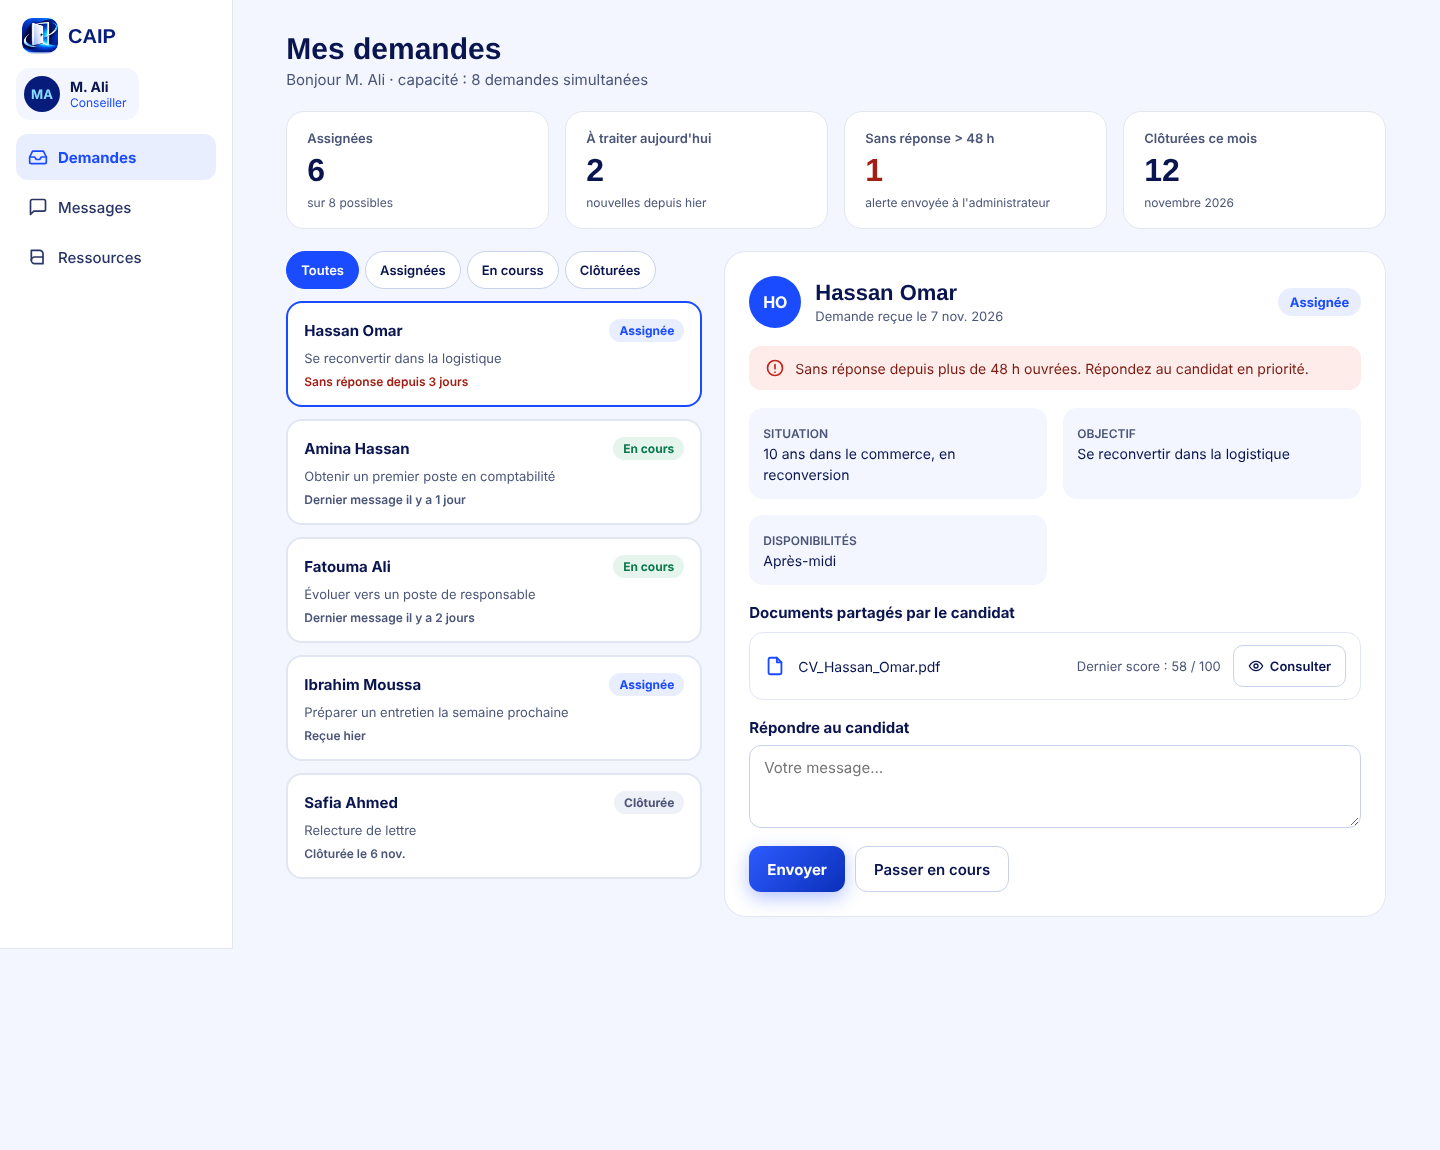 CAIP
MA
M. Ali
Conseiller
Demandes
Messages
Ressources
Mes demandes
Bonjour M. Ali · capacité : 8 demandes simultanées
Assignées
6
sur 8 possibles
À traiter aujourd'hui
2
nouvelles depuis hier
Sans réponse > 48 h
1
alerte envoyée à l'administrateur
Clôturées ce mois
12
novembre 2026
Toutes
Assignées
En courss
Clôturées
Hassan Omar
Assignée
Se reconvertir dans la logistique
Sans réponse depuis 3 jours
Amina Hassan
En cours
Obtenir un premier poste en comptabilité
Dernier message il y a 1 jour
Fatouma Ali
En cours
Évoluer vers un poste de responsable
Dernier message il y a 2 jours
Ibrahim Moussa
Assignée
Préparer un entretien la semaine prochaine
Reçue hier
Safia Ahmed
Clôturée
Relecture de lettre
Clôturée le 6 nov.
HO
Hassan Omar
Demande reçue le 7 nov. 2026
Assignée
Sans réponse depuis plus de 48 h ouvrées. Répondez au candidat en priorité.
SITUATION
10 ans dans le commerce, en
reconversion
OBJECTIF
Se reconvertir dans la logistique
DISPONIBILITÉS
Après-midi
Documents partagés par le candidat
CV_Hassan_Omar.pdf
Dernier score : 58 / 100
Consulter
Répondre au candidat
Votre message...
Envoyer
Passer en cours